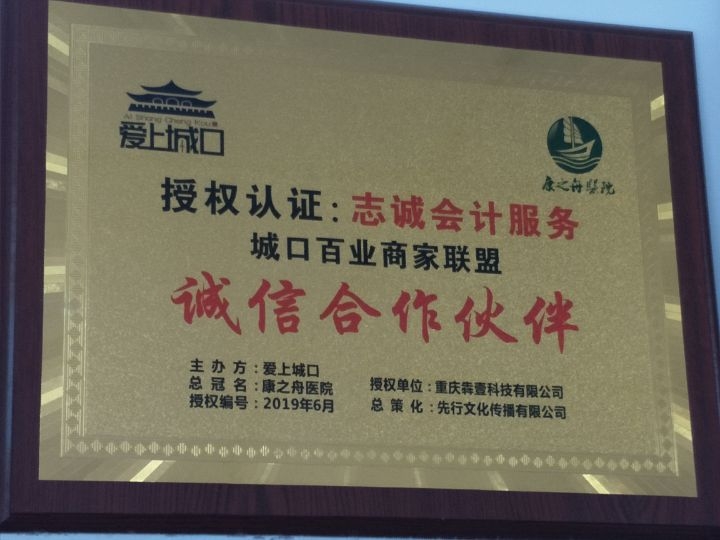 Ai Shang Cheng Kou
爱上城口
康之舟医院
授权认证：志诚会计服务
城口百业商家联盟
诚信合作伙伴
主办方：爱上城口
总冠名：康之舟医院
授权编号：2019年6月
授权单位：重庆犇壹科技有限公司
总策化：先行文化传播有限公司